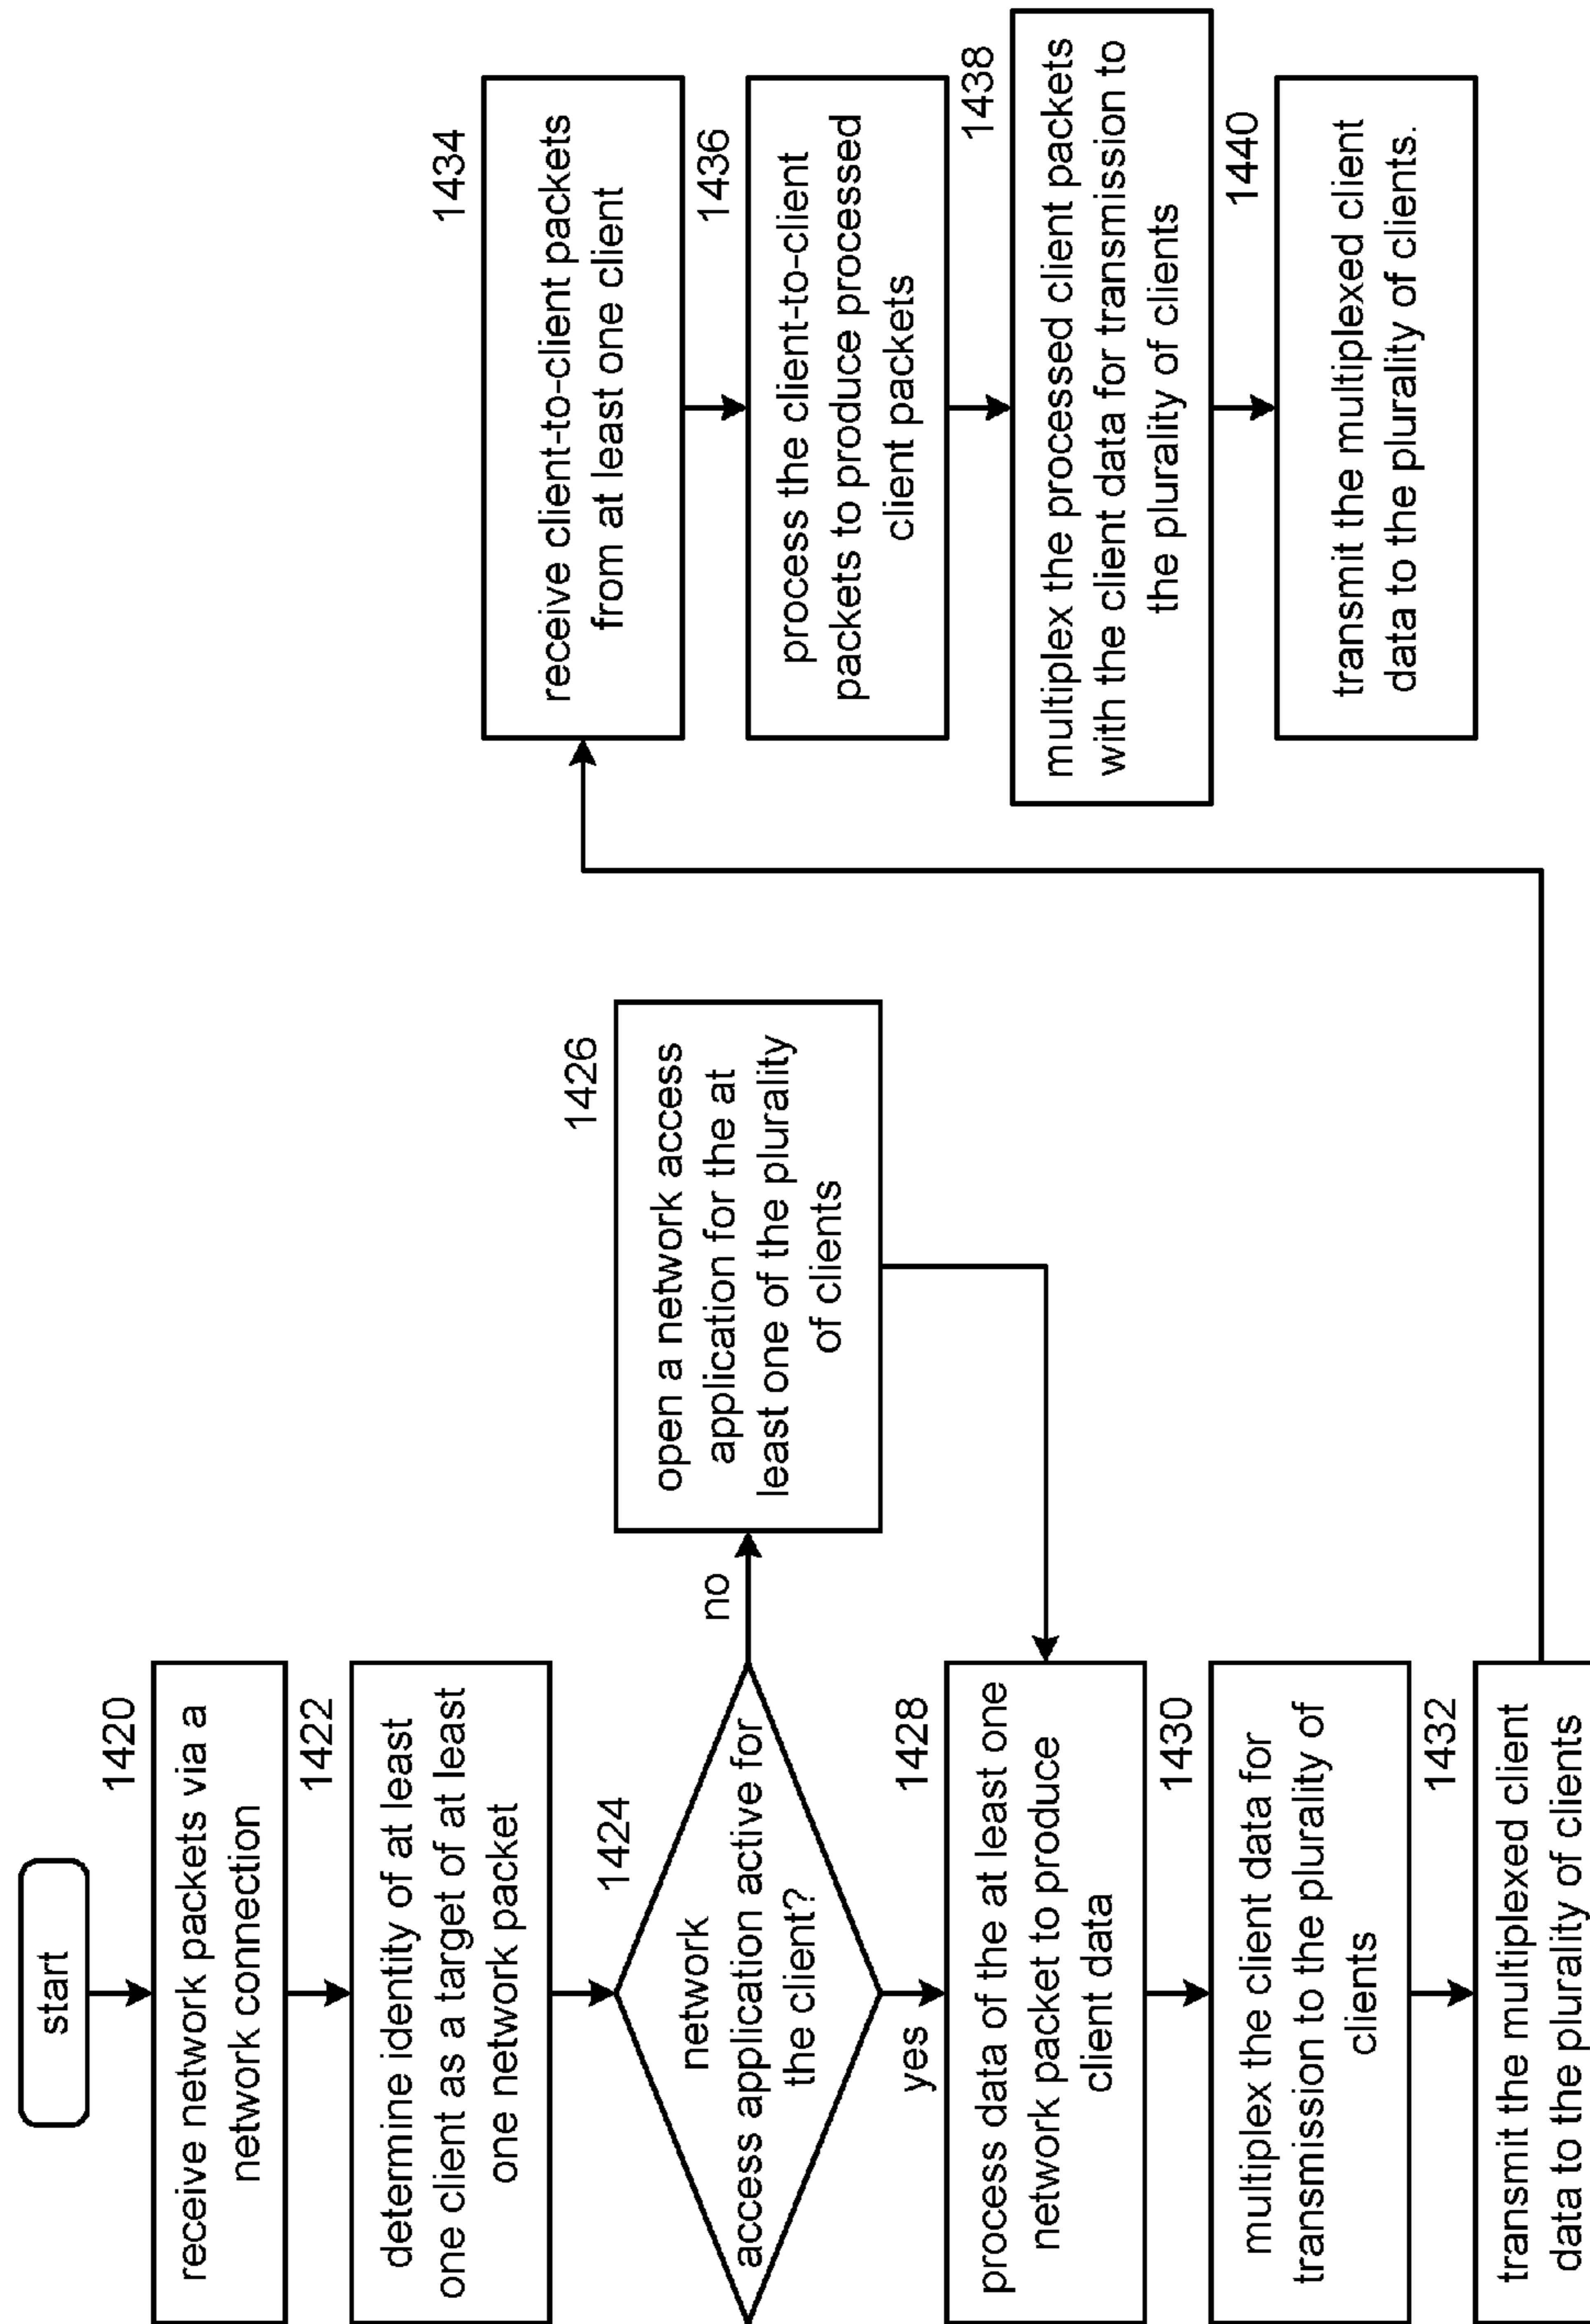 start
1420
receive network packets via a
network connection
1422
determine identity of at least
one client as a target of at least
one network packet
1424
network
access application active for
the client?
no
yes
1426
open a network access
application for the at
least one of the plurality
of clients
1428
process data of the at least one
network packet to produce
client data
1430
multiplex the client data for
transmission to the plurality of
clients
1432
transmit the multiplexed client
data to the plurality of clients
1434
receive client-to-client packets
from at least one client
1436
process the client-to-client
packets to produce processed
client packets
1438
multiplex the processed client packets
with the client data for transmission to
the plurality of clients
1440
transmit the multiplexed client
data to the plurality of clients.